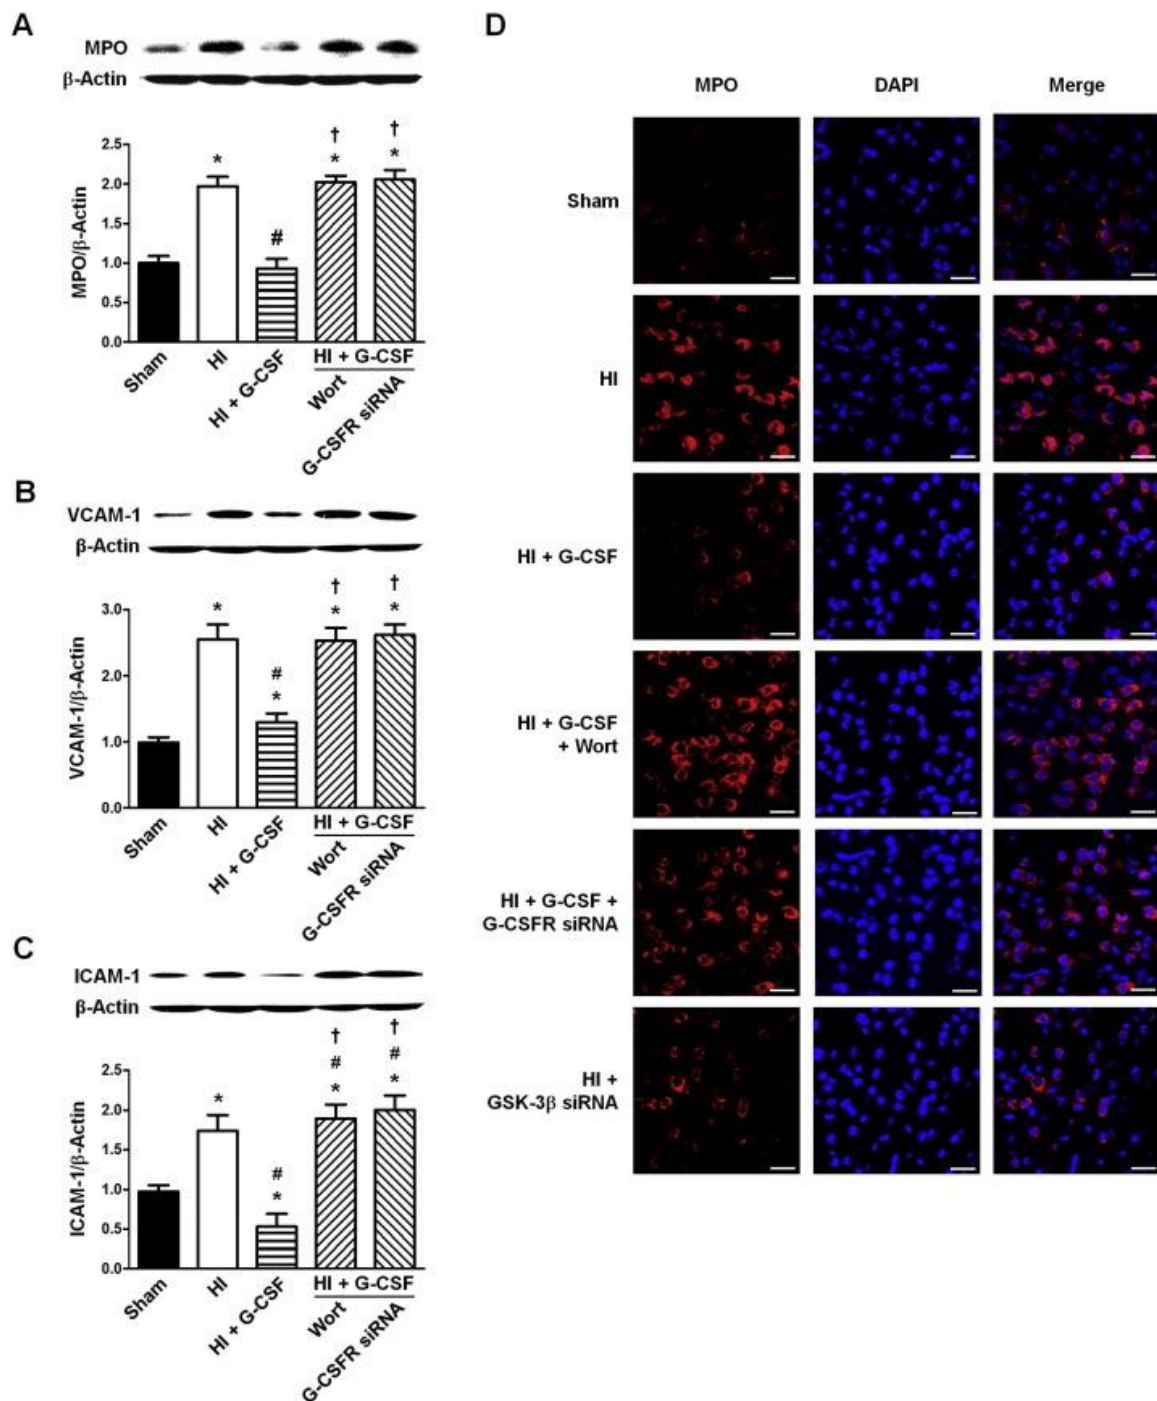 A
MPO
β-Actin
MPO/β-Actin
2.5
2.0
1.5
1.0
0.5
0.0
*
#
†
*
†
*
Sham
HI
HI + G-CSF
HI + G-CSF
Wort
G-CSFR siRNA
B
VCAM-1
β-Actin
VCAM-1/β-Actin
3.0
2.0
1.0
0.0
*
#
*
†
*
†
*
Sham
HI
HI + G-CSF
HI + G-CSF
Wort
G-CSFR siRNA
C
ICAM-1
β-Actin
ICAM-1/β-Actin
2.5
2.0
1.5
1.0
0.5
0.0
*
#
*
†
#
*
†
#
*
Sham
HI
HI + G-CSF
HI + G-CSF
Wort
G-CSFR siRNA
D
MPO DAPI Merge
Sham
HI
HI + G-CSF
HI + G-CSF
+ Wort
HI + G-CSF +
G-CSFR siRNA
HI +
GSK-3β siRNA